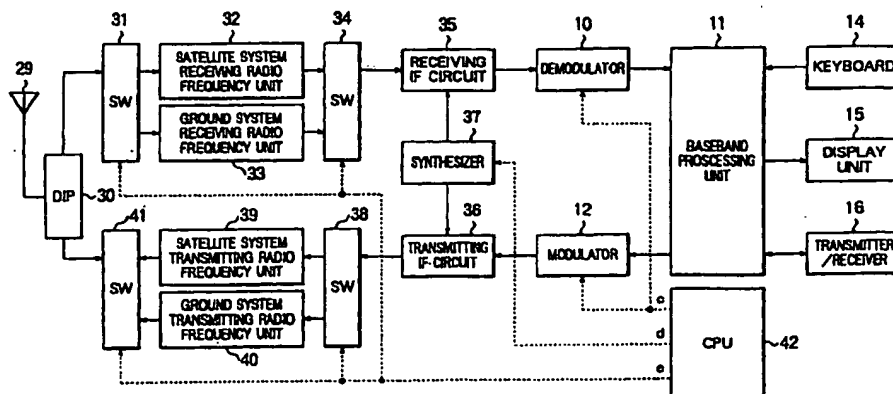 31
32
34
35
10
11
14
29
SW
SATELLITE SYSTEM
RECEIVING RADIO
FREQUENCY UNIT
SW
RECEIVING
IF CIRCUIT
DEMODULATOR
KEYBOARD
GROUND SYSTEM
RECEIVING RADIO
FREQUENCY UNIT
33
37
SYNTHESIZER
BASEBAND
PROSCESSING
UNIT
15
DISPLAY
UNIT
DIP
30
41
39
38
36
12
16
SW
SATELLITE SYSTEM
TRANSMITTING RADIO
FREQUENCY UNIT
SW
TRANSMITTING
IF-CIRCUIT
MODULATOR
TRANSMITTER
/RECEIVER
GROUND SYSTEM
TRANSMITTING RADIO
FREQUENCY UNIT
40
c
d
e
CPU
42